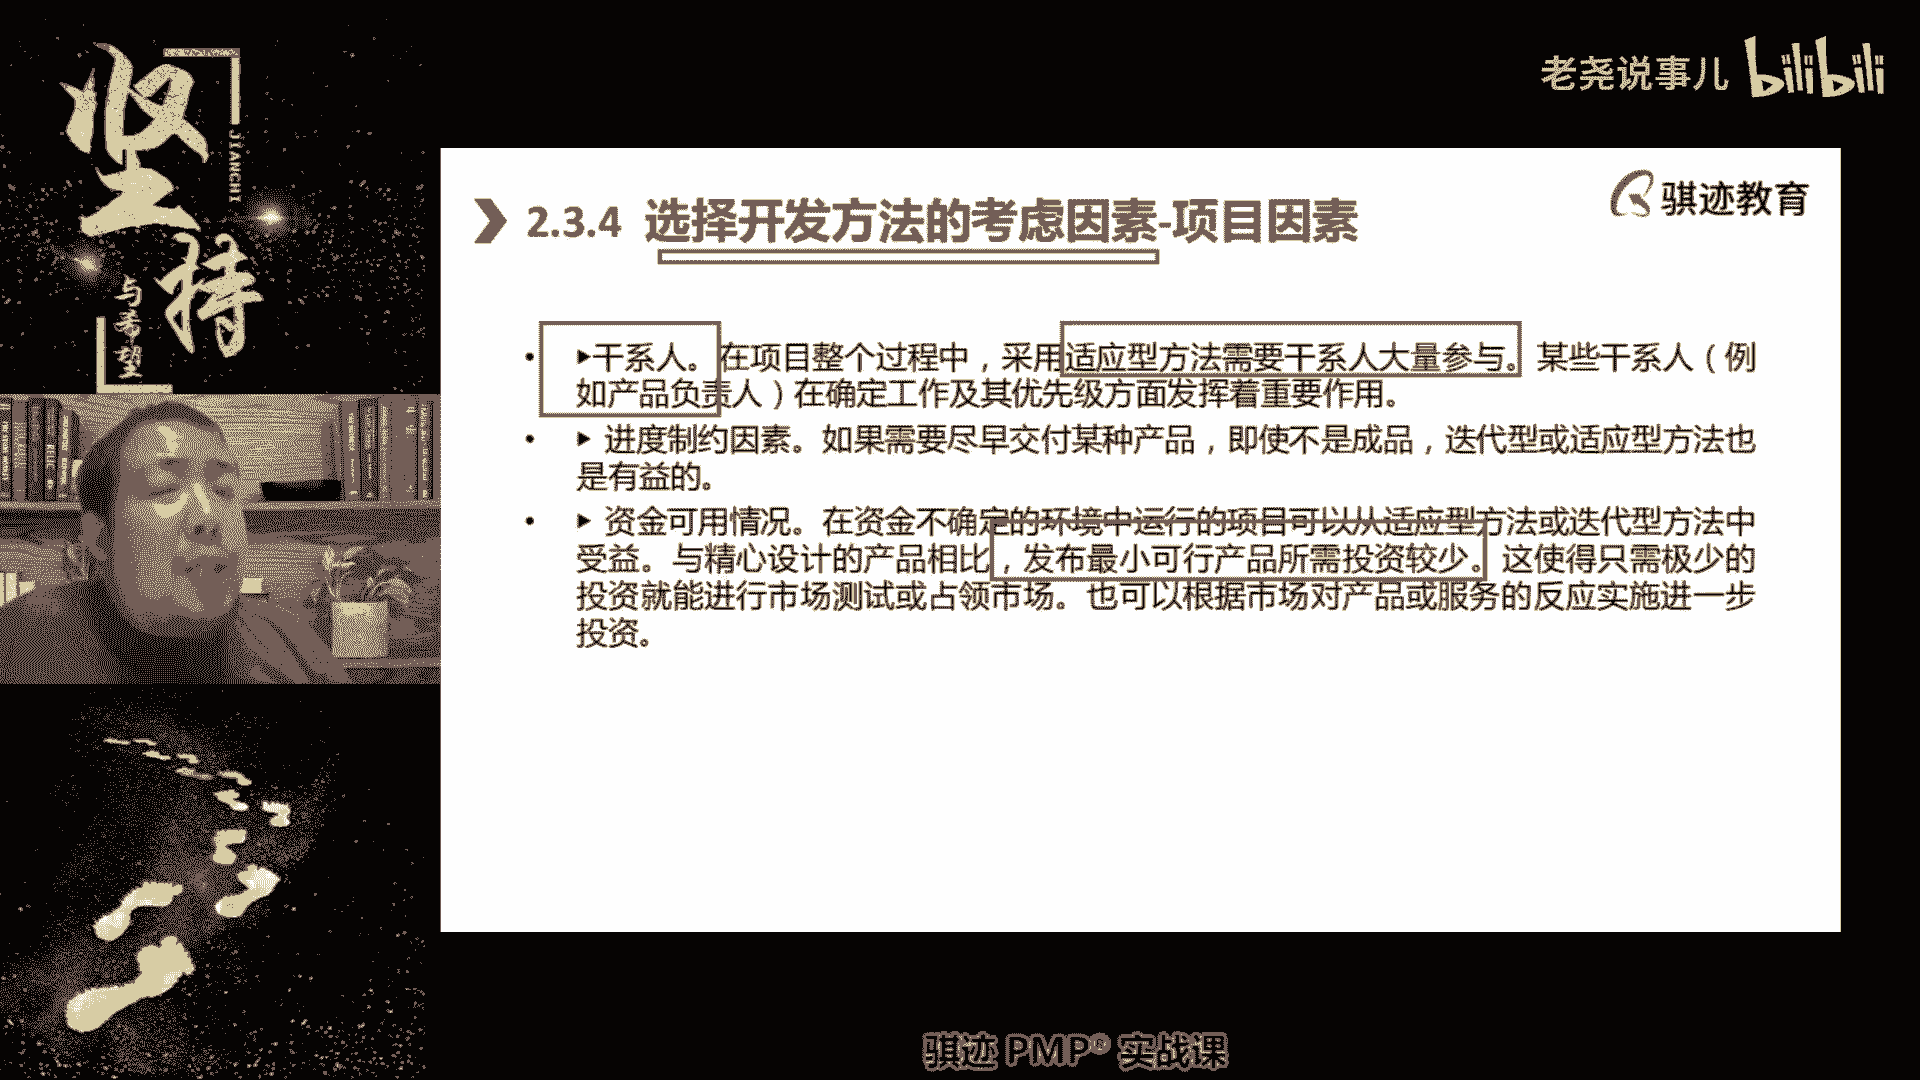 坚
持
JIANCHI
与希望
老尧说事儿 bilibili
骐迹教育
2.3.4 选择开发方法的考虑因素-项目因素
• ▶干系人。在项目整个过程中，采用适应型方法需要干系人大量参与。某些干系人（例
如产品负责人）在确定工作及其优先级方面发挥着重要作用。
• ▶ 进度制约因素。如果需要尽早交付某种产品，即使不是成品，迭代型或适应型方法也
是有益的。
• ▶ 资金可用情况。在资金不确定的环境中运行的项目可以从适应型方法或迭代型方法中
受益。与精心设计的产品相比，发布最小可行产品所需投资较少。这使得只需极少的
投资就能进行市场测试或占领市场。也可以根据市场对产品或服务的反应实施进一步
投资。
骐迹 PMP® 实战课